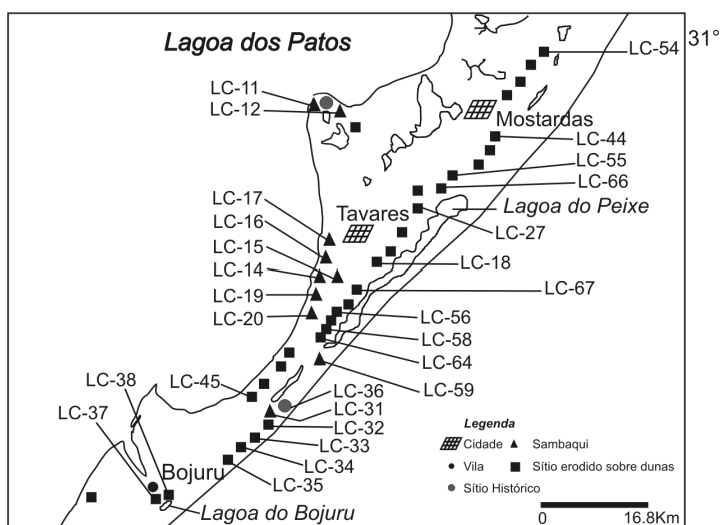 Lagoa dos Patos
31°
LC-54
LC-11
LC-12
Mostardas
LC-44
LC-55
LC-66
LC-17
Tavares
Lagoa do Peixe
LC-16
LC-27
LC-15
LC-14
LC-18
LC-19
LC-67
LC-20
LC-56
LC-58
LC-64
LC-38
LC-45
LC-59
LC-36
LC-37
LC-31
LC-32
LC-33
LC-34
LC-35
Bojuru
Lagoa do Bojuru
Legenda
Cidade
Sambaqui
Vila
Sítio erodido sobre dunas
Sítio Histórico
0 16.8Km